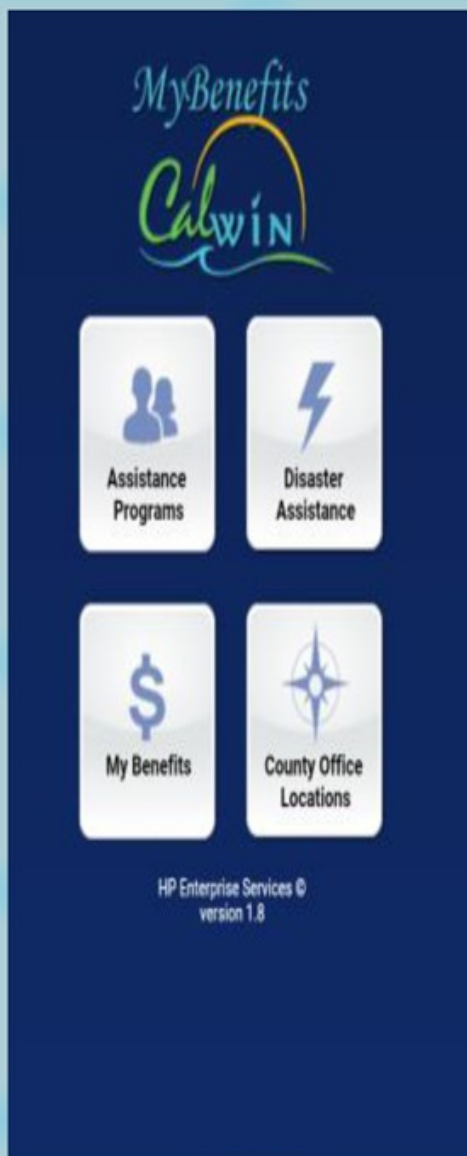 MyBenefits
CalWIN
Assistance
Programs
Disaster
Assistance
$
My Benefits
County Office
Locations
HP Enterprise Services ©
version 1.8